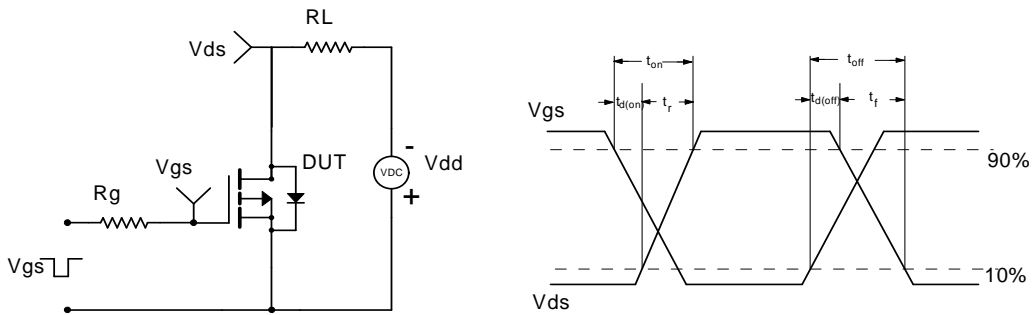 RL
Vds
Vgs
DUT
-
VDC
Vdd
+
Rg
Vgs
ton
toff
td(on)
tr
td(off)
tf
Vgs
90%
10%
Vds